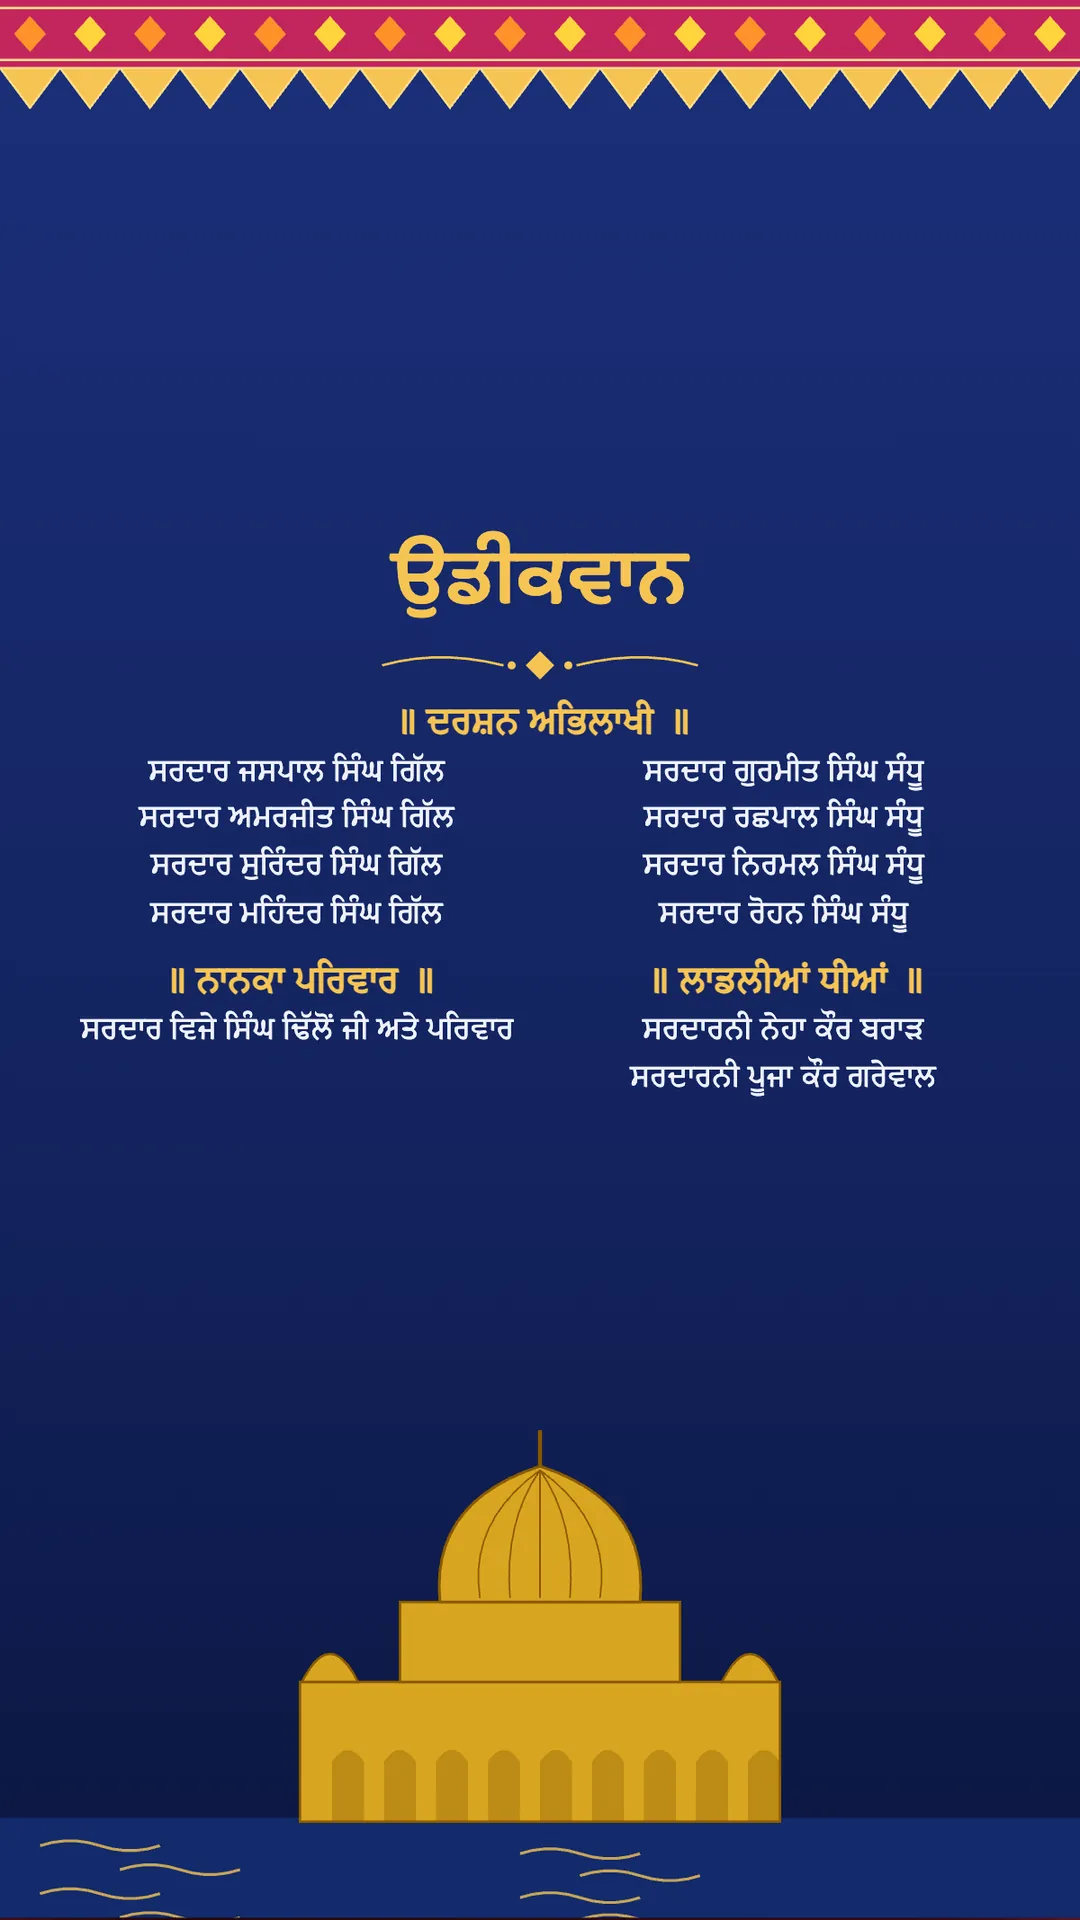 ਉਡੀਕਵਾਨ
॥ ਦਰਸ਼ਨ ਅਭਿਲਾਖੀ ॥
ਸਰਦਾਰ ਜਸਪਾਲ ਸਿੰਘ ਗਿੱਲ
ਸਰਦਾਰ ਅਮਰਜੀਤ ਸਿੰਘ ਗਿੱਲ
ਸਰਦਾਰ ਸੁਰਿੰਦਰ ਸਿੰਘ ਗਿੱਲ
ਸਰਦਾਰ ਮਹਿੰਦਰ ਸਿੰਘ ਗਿੱਲ
ਸਰਦਾਰ ਗੁਰਮੀਤ ਸਿੰਘ ਸੰਧੂ
ਸਰਦਾਰ ਰਛਪਾਲ ਸਿੰਘ ਸੰਧੂ
ਸਰਦਾਰ ਨਿਰਮਲ ਸਿੰਘ ਸੰਧੂ
ਸਰਦਾਰ ਰੋਹਨ ਸਿੰਘ ਸੰਧੂ
॥ ਨਾਨਕਾ ਪਰਿਵਾਰ ॥
ਸਰਦਾਰ ਵਿਜੇ ਸਿੰਘ ਢਿੱਲੋਂ ਜੀ ਅਤੇ ਪਰਿਵਾਰ
॥ ਲਾਡਲੀਆਂ ਧੀਆਂ ॥
ਸਰਦਾਰਨੀ ਨੇਹਾ ਕੌਰ ਬਰਾੜ
ਸਰਦਾਰਨੀ ਪੂਜਾ ਕੌਰ ਗਰੇਵਾਲ